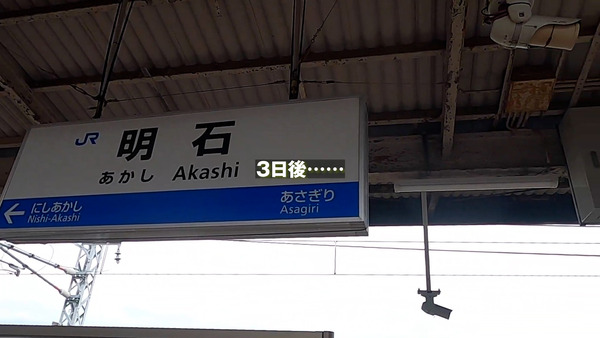 JR 明石
あかし Akashi
3日後……
← にしあかし
Nishi-Akashi
あさぎり
Asagiri